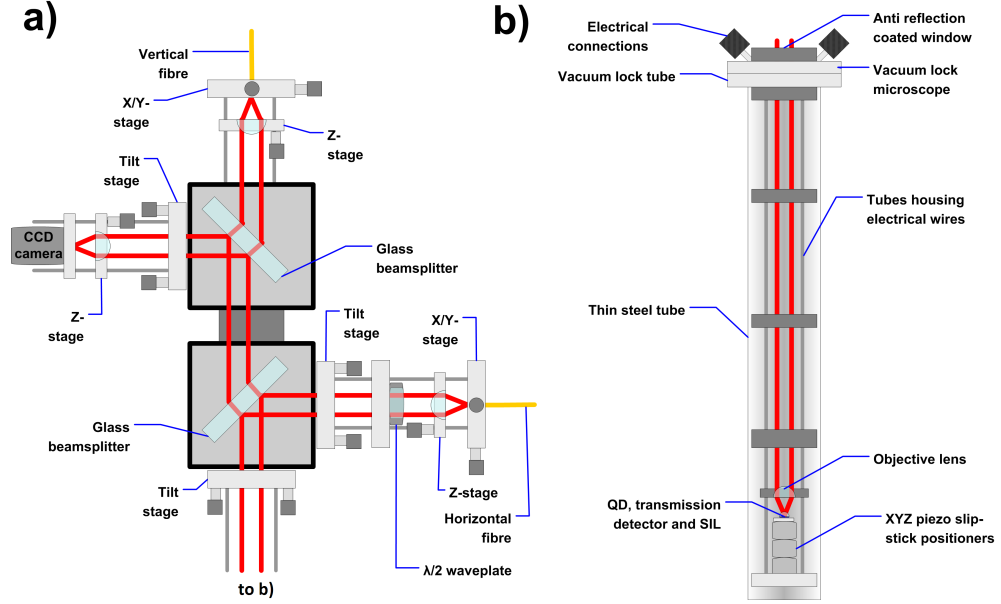 a)
Vertical
fibre
X/Y-
stage
Z-
stage
Tilt
stage
CCD
camera
Glass
beamsplitter
Z-
stage
Tilt
stage
X/Y-
stage
Glass
beamsplitter
Tilt
stage
Z-stage
Horizontal
fibre
λ/2 waveplate
to b)
b)
Electrical
connections
Anti reflection
coated window
Vacuum lock tube
Vacuum lock
microscope
Tubes housing
electrical wires
Thin steel tube
Objective lens
QD, transmission
detector and SIL
XYZ piezo slip-
stick positioners